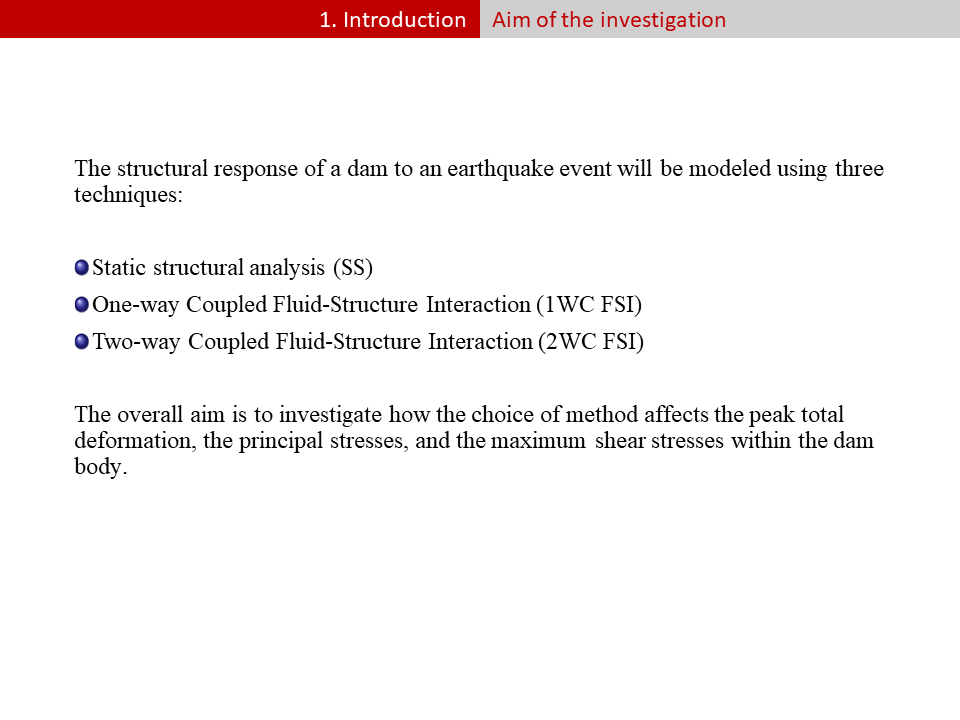 1. Introduction
Aim of the investigation
The structural response of a dam to an earthquake event will be modeled using three
techniques:
Static structural analysis (SS)
One-way Coupled Fluid-Structure Interaction (1WC FSI)
Two-way Coupled Fluid-Structure Interaction (2WC FSI)
The overall aim is to investigate how the choice of method affects the peak total
deformation, the principal stresses, and the maximum shear stresses within the dam
body.